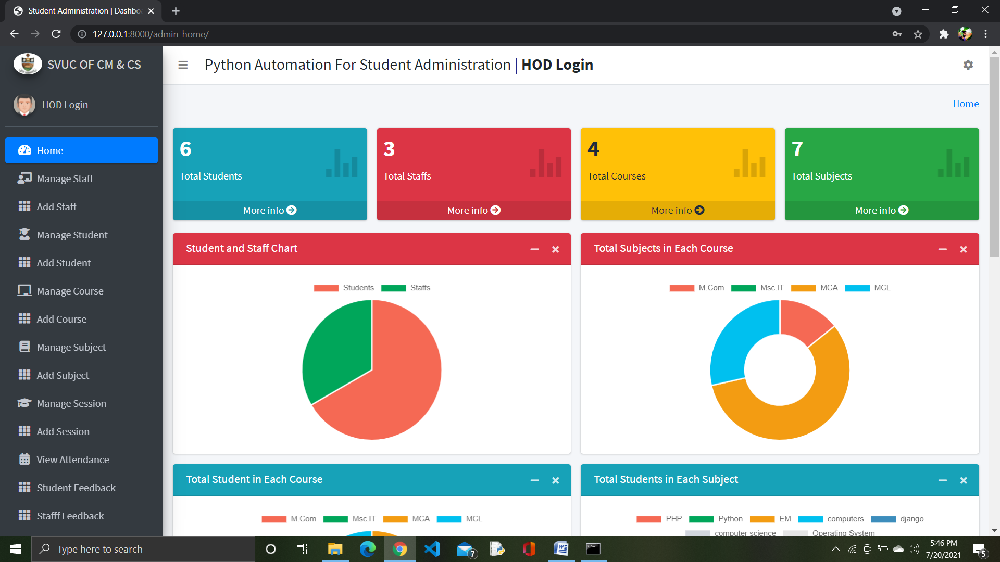 Student Administration | Dashbo
127.0.0.1:8000/admin_home/
SVUC OF CM & CS
Python Automation For Student Administration | HOD Login
HOD Login
Home
Home
Manage Staff
Add Staff
Manage Student
Add Student
Manage Course
Add Course
Manage Subject
Add Subject
Manage Session
Add Session
View Attendance
Student Feedback
Stafff Feedback
6
Total Students
More info
3
Total Staffs
More info
4
Total Courses
More info
7
Total Subjects
More info
Student and Staff Chart
Students Staffs
Total Subjects in Each Course
M.Com Msc.IT MCA MCL
Total Student in Each Course
M.Com Msc.IT MCA MCL
Total Students in Each Subject
PHP Python EM computers django
computer science Operating System
Type here to search
7
5:46 PM
7/20/2021
5